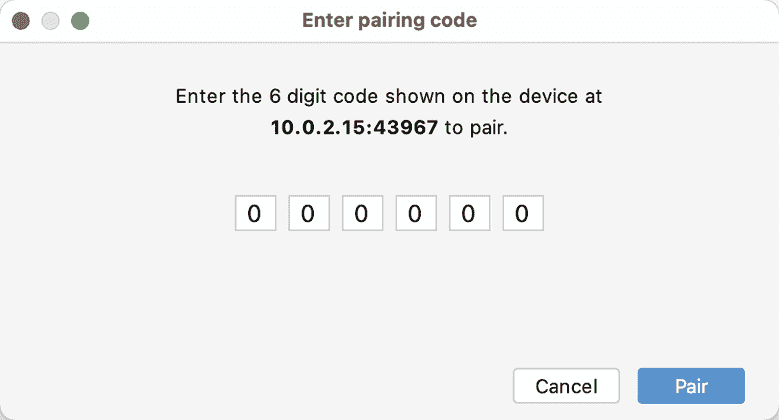 Enter pairing code
Enter the 6 digit code shown on the device at
10.0.2.15:43967 to pair.
0 0 0 0 0 0
Cancel Pair